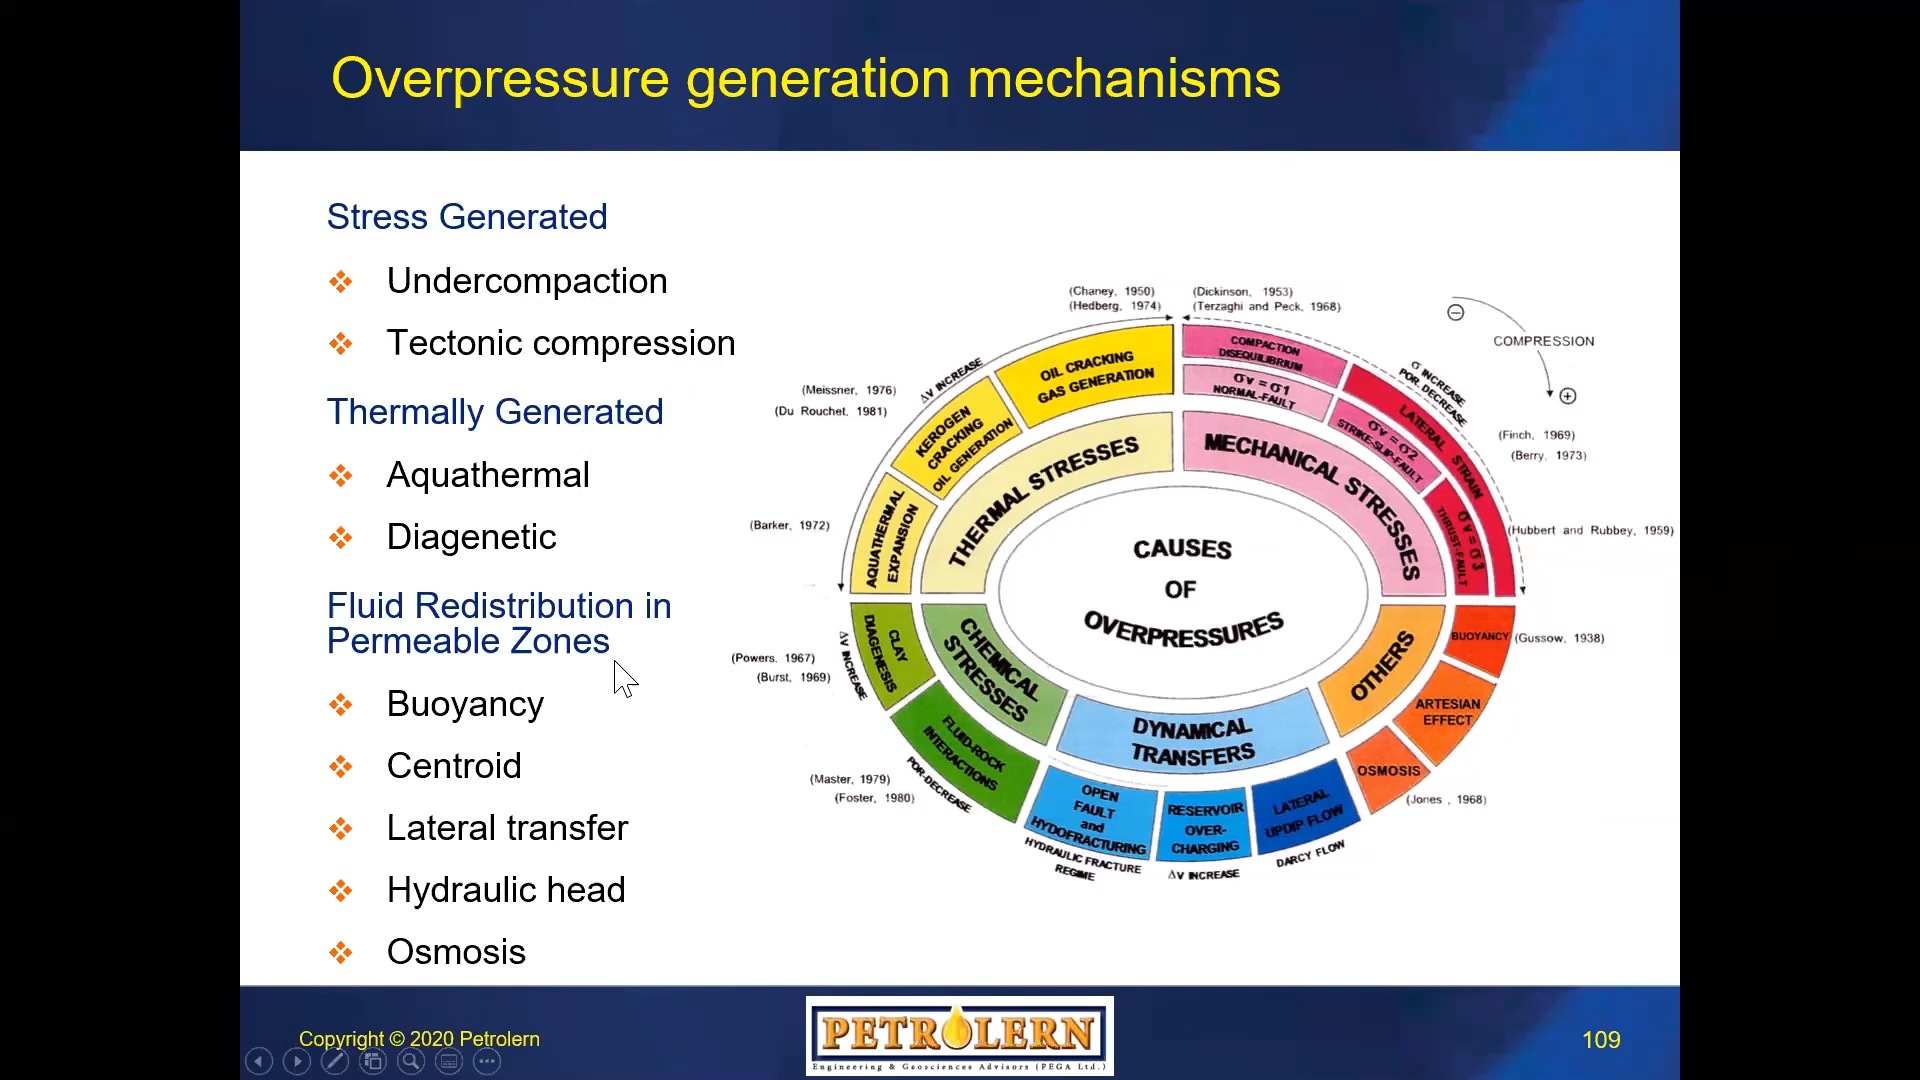 Overpressure generation mechanisms
Stress Generated
Undercompaction
Tectonic compression
Thermally Generated
Aquathermal
Diagenetic
Fluid Redistribution in
Permeable Zones
Buoyancy
Centroid
Lateral transfer
Hydraulic head
Osmosis
(Chaney, 1950)
(Hedberg, 1974)
(Dickinson, 1953)
(Terzaghi and Peck, 1968)
COMPRESSION
(Meissner, 1976)
(Du Rouchet, 1981)
ΔV INCREASE
OIL CRACKING
GAS GENERATION
KEROGEN
CRACKING
OIL GENERATION
AQUATHERMAL
EXPANSION
(Barker, 1972)
THERMAL STRESSES
COMPACTION
DISEQUILIBRIUM
σv = σ1
NORMAL-FAULT
σv = σ2
STRIKE-SLIP-FAULT
σv = σ3
THRUST-FAULT
LATERAL STRAIN
σ INCREASE
POR. DECREASE
MECHANICAL STRESSES
(Finch, 1969)
(Berry, 1973)
(Hubbert and Rubbey, 1959)
CAUSES
OF
OVERPRESSURES
CLAY
DIAGENESIS
ΔV INCREASE
(Powers. 1967)
(Burst, 1969)
CHEMICAL
STRESSES
FLUID-ROCK
INTERACTIONS
POR-DECREASE
(Master, 1979)
(Foster, 1980)
DYNAMICAL
TRANSFERS
OPEN
FAULT
and
HYDOFRACTURING
HYDRAULIC FRACTURE
REGIME
RESERVOIR
OVER-
CHARGING
ΔV INCREASE
LATERAL
UPDIP FLOW
DARCY FLOW
OTHERS
BUOYANCY
(Gussow, 1938)
ARTESIAN
EFFECT
OSMOSIS
(Jones , 1968)
Copyright © 2020 Petrolern
PETROLERN
Engineering & Geosciences Advisors (PEGA Ltd.)
109